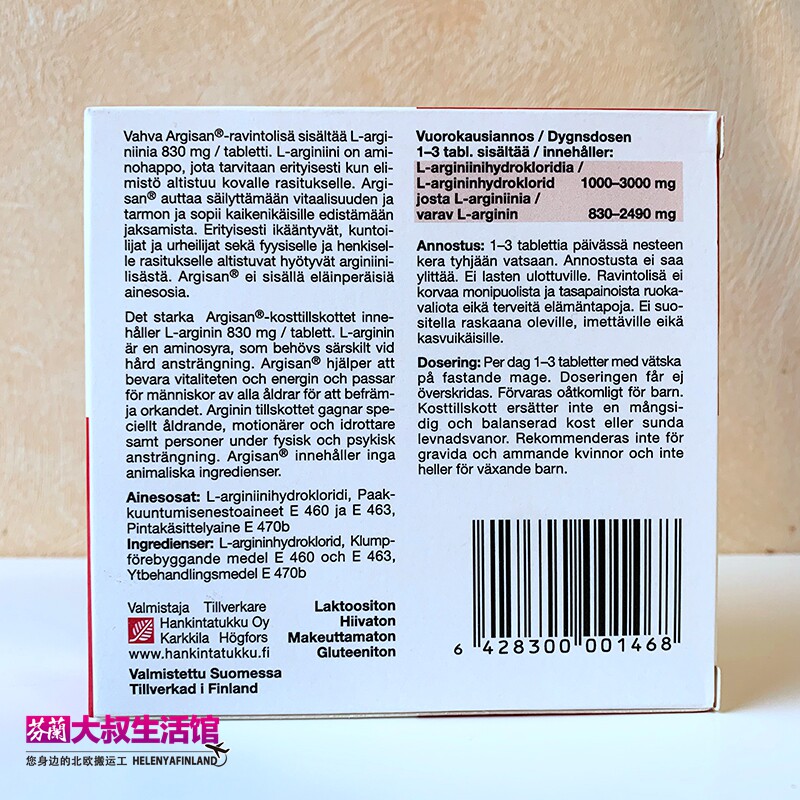 Vahva Argisan®-ravintolisä sisältää L-argi-
niinia 830 mg / tabletti. L-arginiini on ami-
nohappo, jota tarvitaan erityisesti kun eli-
mistö altistuu kovalle rasitukselle. Argi-
san® auttaa säilyttämään vitaalisuuden ja
tarmon ja sopii kaikenikäisille edistämään
jaksamista. Erityisesti ikääntyvät, kuntoi-
lijat ja urheilijat sekä fyysiselle ja henkisel-
le rasitukselle altistuvat hyötyvät arginiini-
lisästä. Argisan® ei sisällä eläinperäisiä
ainesosia.
Det starka Argisan®-kosttillskottet inne-
håller L-arginin 830 mg / tablett. L-arginin
är en aminosyra, som behövs särskilt vid
hård ansträngning. Argisan® hjälper att
bevara vitaliteten och energin och passar
för människor av alla åldrar för att befräm-
ja orkandet. Arginin tillskottet gagnar spe-
ciellt åldrande, motionärer och idrottare
samt personer under fysisk och psykisk
ansträngning. Argisan® innehåller inga
animaliska ingredienser.
Ainesosat: L-arginiinihydrokloridi, Paak-
kuuntumisenestoaineet E 460 ja E 463,
Pintakäsittelyaine E 470b
Ingredienser: L-argininhydroklorid, Klump-
förebyggande medel E 460 och E 463,
Ytbehandlingsmedel E 470b
Valmistaja Tillverkare
Hankintatukku Oy
Karkkila Högfors
www.hankintatukku.fi
Valmistettu Suomessa
Tillverkad i Finland
Laktoositon
Hiivaton
Makeuttamaton
Gluteeniton
Vuorokausiannos / Dygnsdosen
1–3 tabl. sisältää / innehåller:
L-arginiinihydrokloridia /
L-argininhydroklorid 1000–3000 mg
josta L-arginiinia /
varav L-arginin 830–2490 mg
Annostus: 1–3 tablettia päivässä nesteen
kera tyhjään vatsaan. Annostusta ei saa
ylittää. Ei lasten ulottuville. Ravintolisä ei
korvaa monipuolista ja tasapainoista ruoka-
valiota eikä terveitä elämäntapoja. Ei suo-
sitella raskaana oleville, imettäville eikä
kasvuikäisille.
Dosering: Per dag 1–3 tabletter med vätska
på fastande mage. Doseringen får ej
överskridas. Förvaras oåtkomligt för barn.
Kosttillskott ersätter inte en mångsi-
dig och balanserad kost eller sunda
levnadsvanor. Rekommenderas inte för
gravida och ammande kvinnor och inte
heller för växande barn.
6 428300 001468
芬蘭大叔生活馆
您身边的北欧搬运工 HELENYAFINLAND